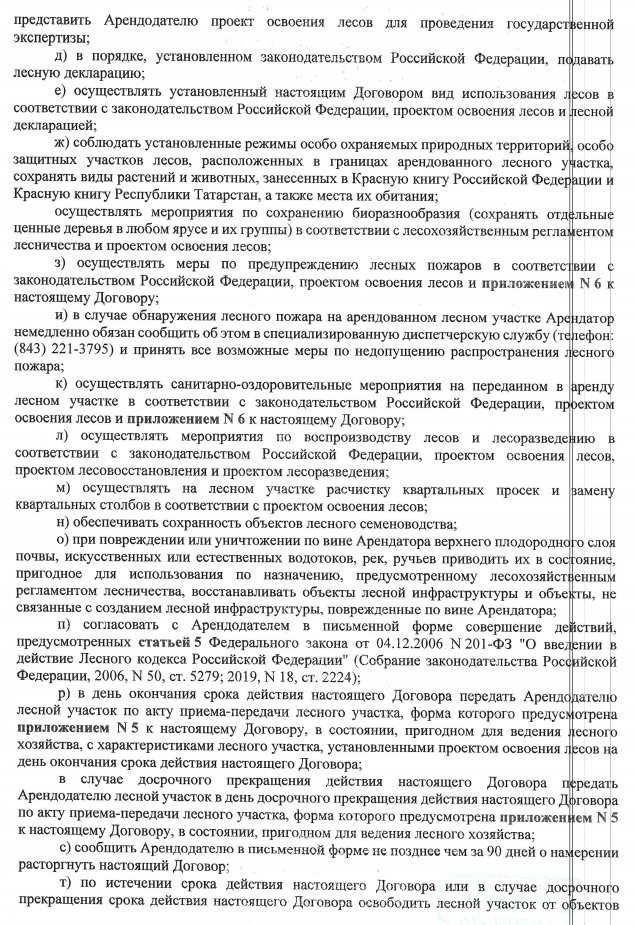 представить Арендодателю проект освоения лесов для проведения государственной
экспертизы;
д) в порядке, установленном законодательством Российской Федерации, подавать
лесную декларацию;
е) осуществлять установленный настоящим Договором вид использования лесов в
соответствии с законодательством Российской Федерации, проектом освоения лесов и лесной
декларацией;
ж) соблюдать установленные режимы особо охраняемых природных территорий, особо
защитных участков лесов, расположенных в границах арендованного лесного участка,
сохранять виды растений и животных, занесенных в Красную книгу Российской Федерации и
Красную книгу Республики Татарстан, а также места их обитания;
осуществлять мероприятия по сохранению биоразнообразия (сохранять отдельные
ценные деревья в любом ярусе и их группы) в соответствии с лесохозяйственным регламентом
лесничества и проектом освоения лесов;
з) осуществлять меры по предупреждению лесных пожаров в соответствии с
законодательством Российской Федерации, проектом освоения лесов и приложением N 6 к
настоящему Договору;
и) в случае обнаружения лесного пожара на арендованном лесном участке Арендатор
немедленно обязан сообщить об этом в специализированную диспетчерскую службу (телефон:
(843) 221-3795) и принять все возможные меры по недопущению распространения лесного
пожара;
к) осуществлять санитарно-оздоровительные мероприятия на переданном в аренду
лесном участке в соответствии с законодательством Российской Федерации, проектом
освоения лесов и приложением N 6 к настоящему Договору;
л) осуществлять мероприятия по воспроизводству лесов и лесоразведению в
соответствии с законодательством Российской Федерации, проектом освоения лесов,
проектом лесовосстановления и проектом лесоразведения;
м) осуществлять на лесном участке расчистку квартальных просек и замену
квартальных столбов в соответствии с проектом освоения лесов;
н) обеспечивать сохранность объектов лесного семеноводства;
о) при повреждении или уничтожении по вине Арендатора верхнего плодородного слоя
почвы, искусственных или естественных водотоков, рек, ручьев приводить их в состояние,
пригодное для использования по назначению, предусмотренному лесохозяйственным
регламентом лесничества, восстанавливать объекты лесной инфраструктуры и объекты, не
связанные с созданием лесной инфраструктуры, поврежденные по вине Арендатора;
п) согласовать с Арендодателем в письменной форме совершение действий,
предусмотренных статьей 5 Федерального закона от 04.12.2006 N 201-ФЗ "О введении в
действие Лесного кодекса Российской Федерации" (Собрание законодательства Российской
Федерации, 2006, N 50, ст. 5279; 2019, N 18, ст. 2224);
р) в день окончания срока действия настоящего Договора передать Арендодателю
лесной участок по акту приема-передачи лесного участка, форма которого предусмотрена
приложением N 5 к настоящему Договору, в состоянии, пригодном для ведения лесного
хозяйства, с характеристиками лесного участка, установленными проектом освоения лесов на
день окончания срока действия настоящего Договора;
в случае досрочного прекращения действия настоящего Договора передать
Арендодателю лесной участок в день досрочного прекращения действия настоящего Договора
по акту приема-передачи лесного участка, форма которого предусмотрена приложением N 5
к настоящему Договору, в состоянии, пригодном для ведения лесного хозяйства;
с) сообщить Арендодателю в письменной форме не позднее чем за 90 дней о намерении
расторгнуть настоящий Договор;
т) по истечении срока действия настоящего Договора или в случае досрочного
прекращения срока действия настоящего Договора освободить лесной участок от объектов